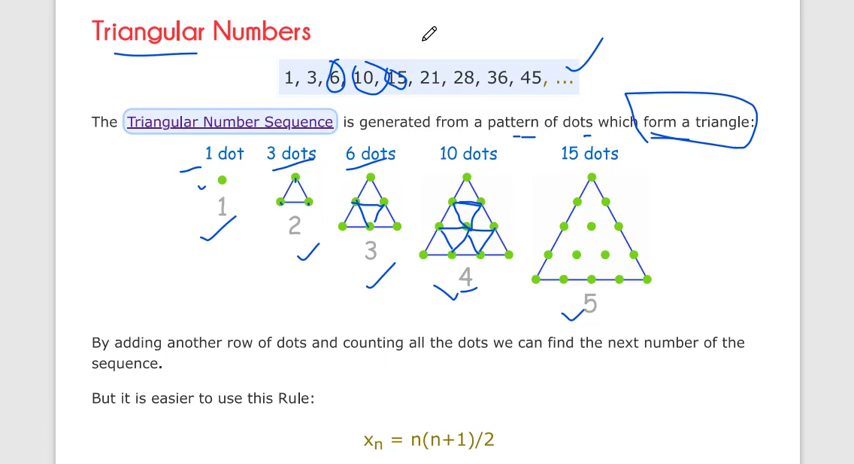 Triangular Numbers
1, 3, 6, 10, 15, 21, 28, 36, 45, ...
The Triangular Number Sequence is generated from a pattern of dots which form a triangle:
1 dot 3 dots 6 dots 10 dots 15 dots
1 2 3 4 5
By adding another row of dots and counting all the dots we can find the next number of the
sequence.
But it is easier to use this Rule:
xn = n(n+1)/2